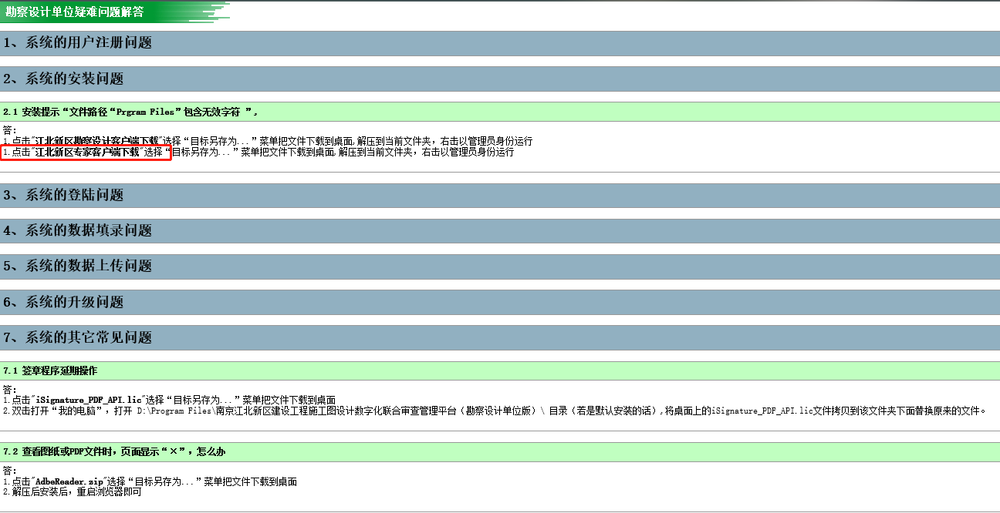 勘察设计单位疑难问题解答
1、系统的用户注册问题
2、系统的安装问题
2.1 安装提示“文件路径“Prgram Files”包含无效字符 ”,
答:
1.点击"江北新区勘察设计客户端下载"选择“目标另存为...”菜单把文件下载到桌面,解压到当前文件夹，右击以管理员身份运行
1.点击"江北新区专家客户端下载"选择“目标另存为...”菜单把文件下载到桌面,解压到当前文件夹，右击以管理员身份运行
3、系统的登陆问题
4、系统的数据填录问题
5、系统的数据上传问题
6、系统的升级问题
7、系统的其它常见问题
7.1 签章程序延期操作
答:
1.点击"iSignature_PDF_API.lic"选择“目标另存为...”菜单把文件下载到桌面
2.双击打开“我的电脑”，打开 D:\Program Files\南京江北新区建设工程施工图设计数字化联合审查管理平台（勘察设计单位版）\ 目录（若是默认安装的话）,将桌面上的iSignature_PDF_API.lic文件拷贝到该文件夹下面替换原来的文件。
7.2 查看图纸或PDF文件时，页面显示“×”，怎么办
答:
1.点击"AdbeReader.zip"选择“目标另存为...”菜单把文件下载到桌面
2.解压后安装后，重启浏览器即可